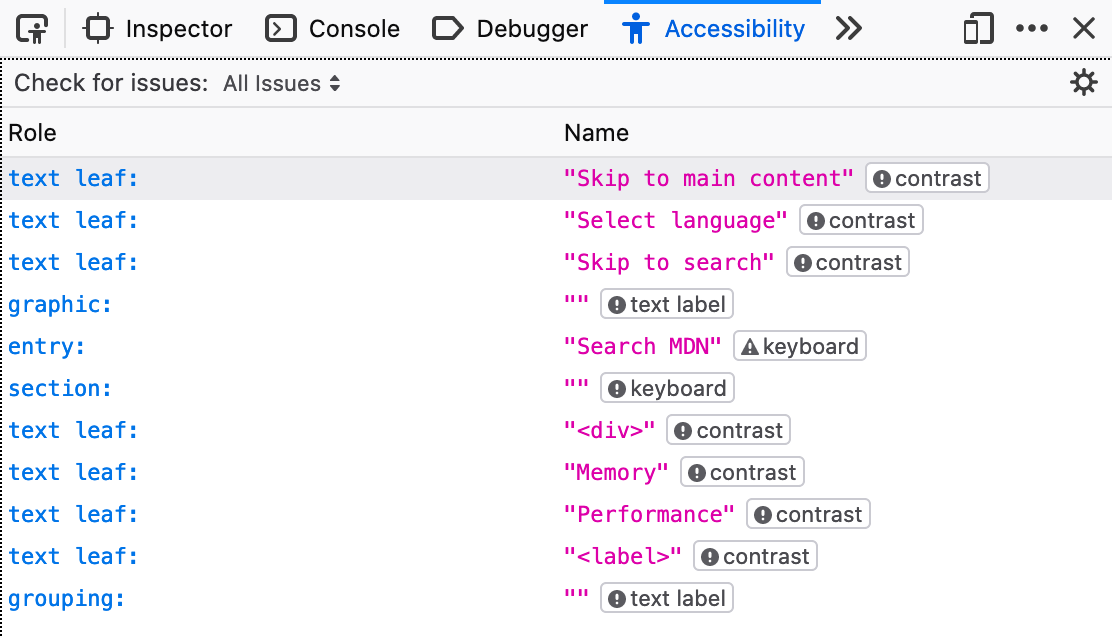 Inspector Console Debugger Accessibility
Check for issues: All Issues
Role Name
text leaf: "Skip to main content" contrast
text leaf: "Select language" contrast
text leaf: "Skip to search" contrast
graphic: "" text label
entry: "Search MDN" keyboard
section: "" keyboard
text leaf: "<div>" contrast
text leaf: "Memory" contrast
text leaf: "Performance" contrast
text leaf: "<label>" contrast
grouping: "" text label